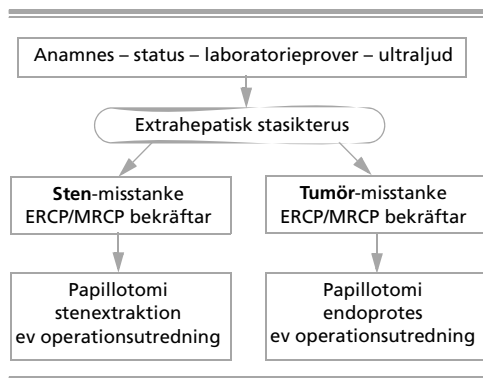 Anamnes – status – laboratorieprover – ultraljud
Extrahepatisk stasikterus
Sten-misstanke
ERCP/MRCP bekräftar
Tumör-misstanke
ERCP/MRCP bekräftar
Papillotomi
stenextraktion
ev operationsutredning
Papillotomi
endoprotes
ev operationsutredning